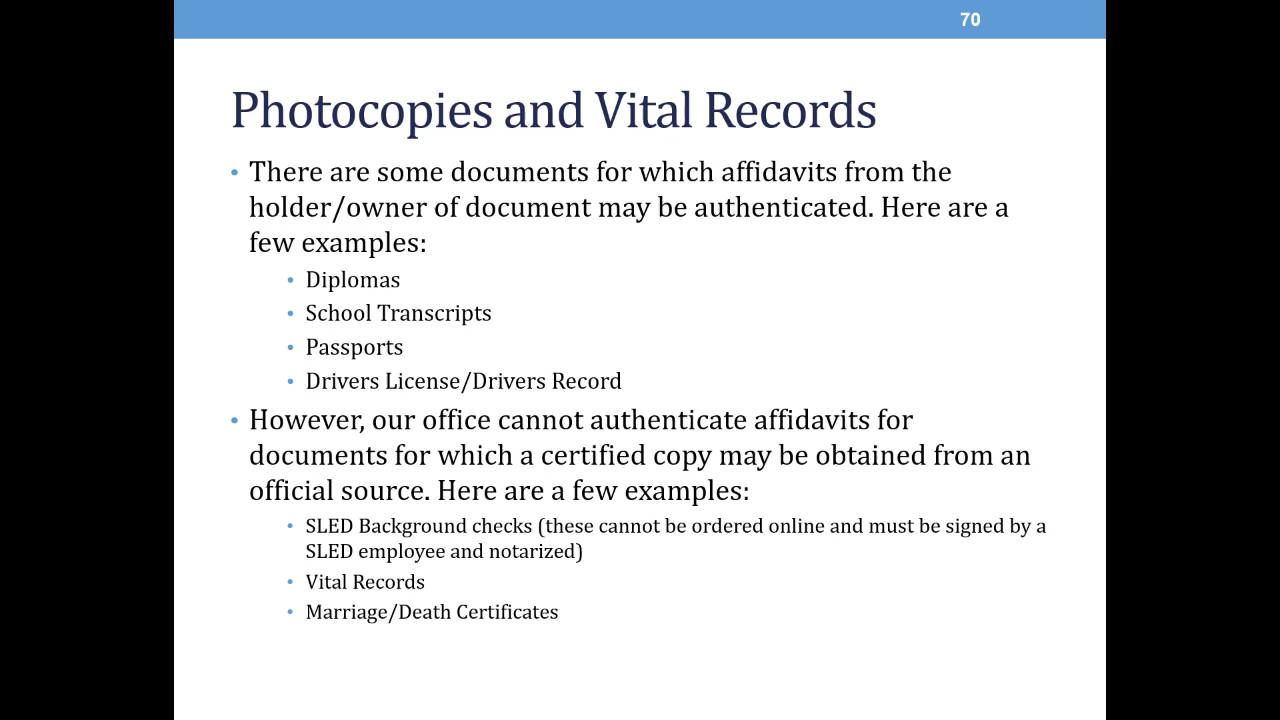 70
Photocopies and Vital Records
• There are some documents for which affidavits from the
holder/owner of document may be authenticated. Here are a
few examples:
• Diplomas
• School Transcripts
• Passports
• Drivers License/Drivers Record
• However, our office cannot authenticate affidavits for
documents for which a certified copy may be obtained from an
official source. Here are a few examples:
• SLED Background checks (these cannot be ordered online and must be signed by a
SLED employee and notarized)
• Vital Records
• Marriage/Death Certificates